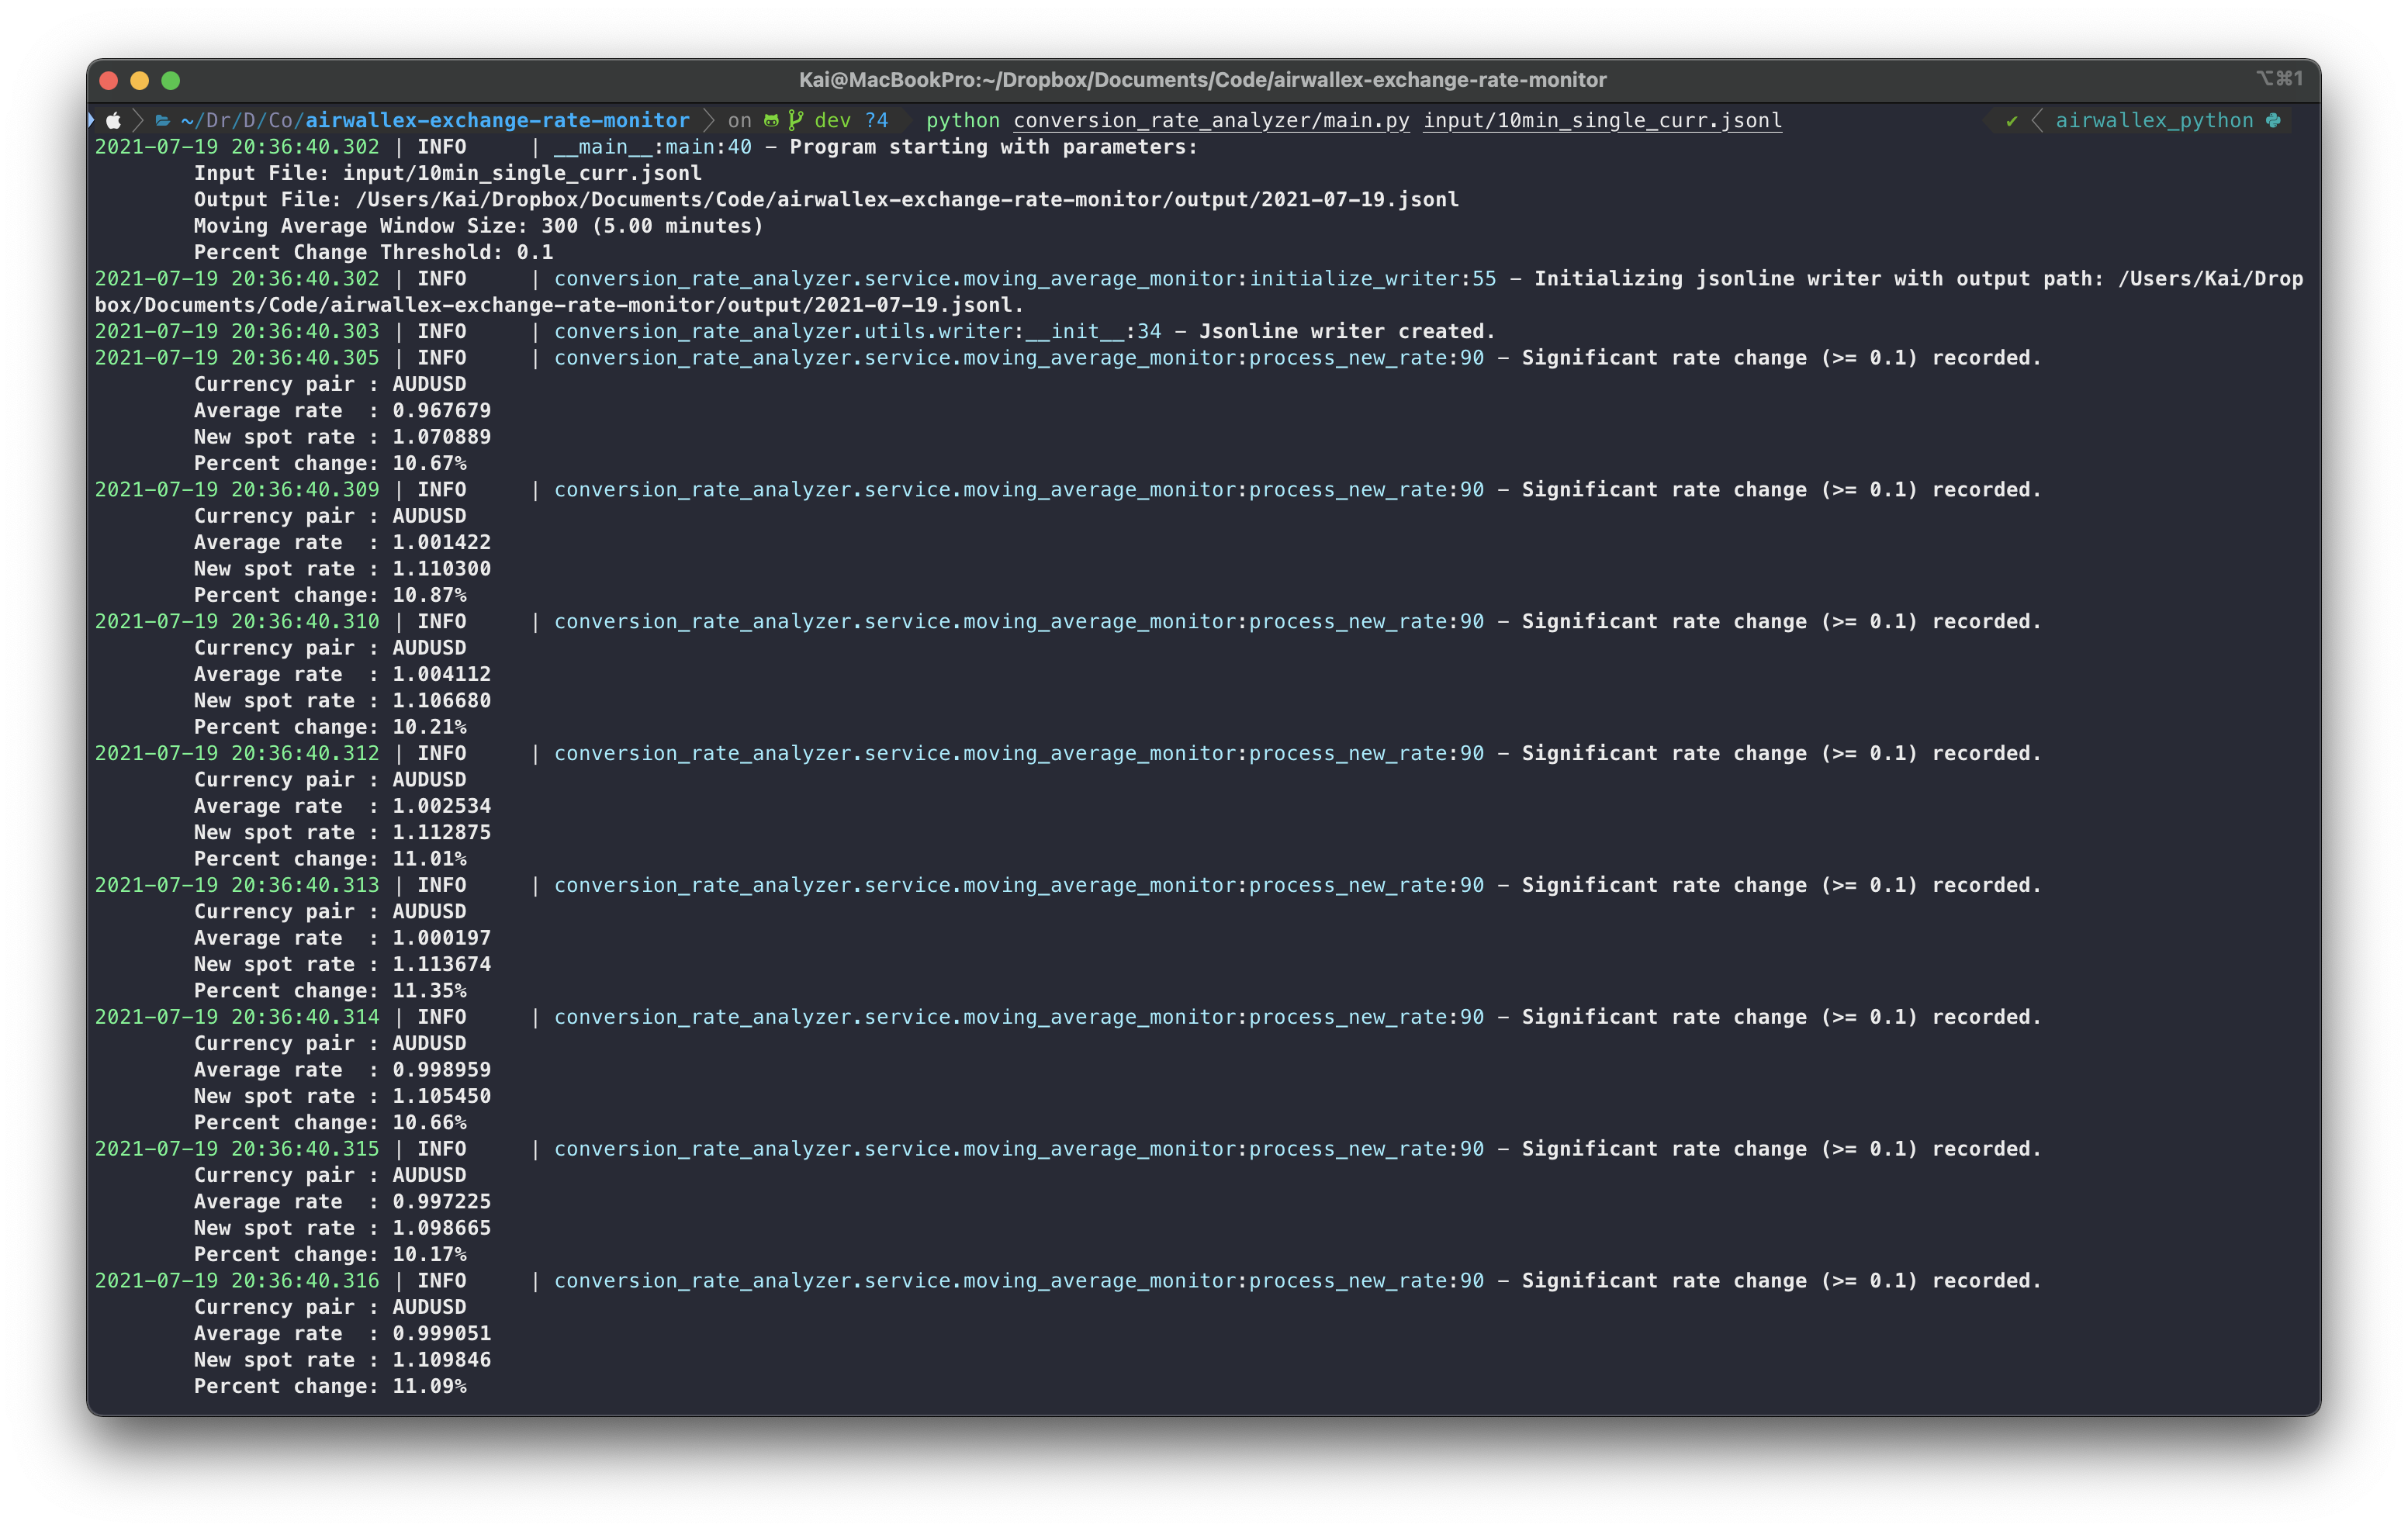 Kai@MacBookPro:~/Dropbox/Documents/Code/airwallex-exchange-rate-monitor ⌥⌘1
~/Dr/D/Co/airwallex-exchange-rate-monitor on dev ?4 python conversion_rate_analyzer/main.py input/10min_single_curr.jsonl ✔ airwallex_python
2021-07-19 20:36:40.302 | INFO     | __main__:main:40 - Program starting with parameters:
Input File: input/10min_single_curr.jsonl
Output File: /Users/Kai/Dropbox/Documents/Code/airwallex-exchange-rate-monitor/output/2021-07-19.jsonl
Moving Average Window Size: 300 (5.00 minutes)
Percent Change Threshold: 0.1
2021-07-19 20:36:40.302 | INFO     | conversion_rate_analyzer.service.moving_average_monitor:initialize_writer:55 - Initializing jsonline writer with output path: /Users/Kai/Drop
box/Documents/Code/airwallex-exchange-rate-monitor/output/2021-07-19.jsonl.
2021-07-19 20:36:40.303 | INFO     | conversion_rate_analyzer.utils.writer:__init__:34 - Jsonline writer created.
2021-07-19 20:36:40.305 | INFO     | conversion_rate_analyzer.service.moving_average_monitor:process_new_rate:90 - Significant rate change (>= 0.1) recorded.
Currency pair : AUDUSD
Average rate  : 0.967679
New spot rate : 1.070889
Percent change: 10.67%
2021-07-19 20:36:40.309 | INFO     | conversion_rate_analyzer.service.moving_average_monitor:process_new_rate:90 - Significant rate change (>= 0.1) recorded.
Currency pair : AUDUSD
Average rate  : 1.001422
New spot rate : 1.110300
Percent change: 10.87%
2021-07-19 20:36:40.310 | INFO     | conversion_rate_analyzer.service.moving_average_monitor:process_new_rate:90 - Significant rate change (>= 0.1) recorded.
Currency pair : AUDUSD
Average rate  : 1.004112
New spot rate : 1.106680
Percent change: 10.21%
2021-07-19 20:36:40.312 | INFO     | conversion_rate_analyzer.service.moving_average_monitor:process_new_rate:90 - Significant rate change (>= 0.1) recorded.
Currency pair : AUDUSD
Average rate  : 1.002534
New spot rate : 1.112875
Percent change: 11.01%
2021-07-19 20:36:40.313 | INFO     | conversion_rate_analyzer.service.moving_average_monitor:process_new_rate:90 - Significant rate change (>= 0.1) recorded.
Currency pair : AUDUSD
Average rate  : 1.000197
New spot rate : 1.113674
Percent change: 11.35%
2021-07-19 20:36:40.314 | INFO     | conversion_rate_analyzer.service.moving_average_monitor:process_new_rate:90 - Significant rate change (>= 0.1) recorded.
Currency pair : AUDUSD
Average rate  : 0.998959
New spot rate : 1.105450
Percent change: 10.66%
2021-07-19 20:36:40.315 | INFO     | conversion_rate_analyzer.service.moving_average_monitor:process_new_rate:90 - Significant rate change (>= 0.1) recorded.
Currency pair : AUDUSD
Average rate  : 0.997225
New spot rate : 1.098665
Percent change: 10.17%
2021-07-19 20:36:40.316 | INFO     | conversion_rate_analyzer.service.moving_average_monitor:process_new_rate:90 - Significant rate change (>= 0.1) recorded.
Currency pair : AUDUSD
Average rate  : 0.999051
New spot rate : 1.109846
Percent change: 11.09%